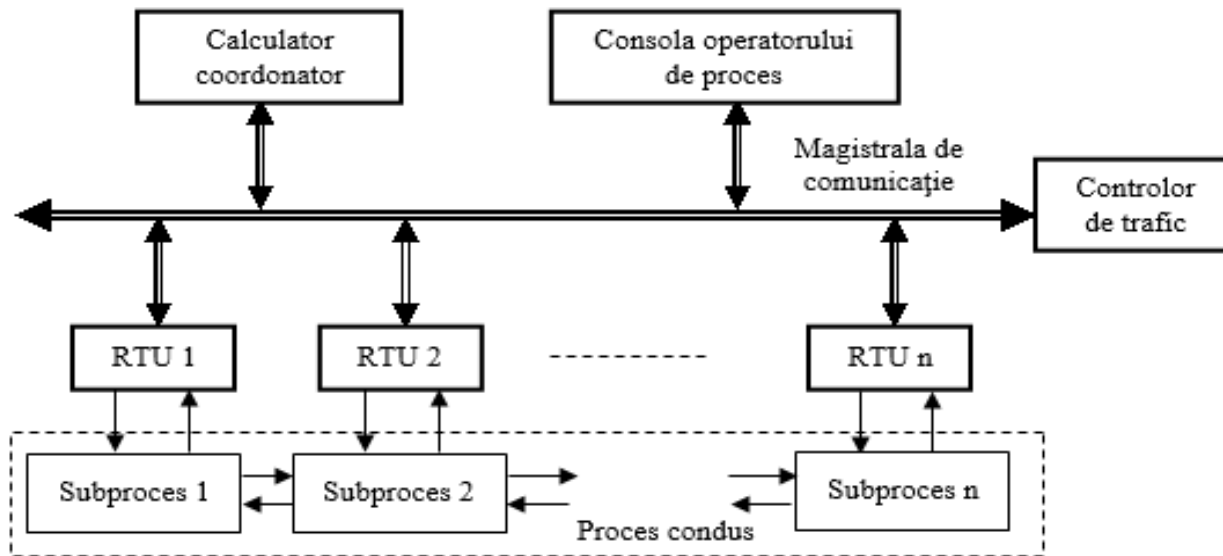 Calculator
coordonator
Consola operatorului
de proces
Magistrala de
comunicaţie
Controlor
de trafic
RTU 1
RTU 2
RTU n
Subproces 1
Subproces 2
Subproces n
Proces condus